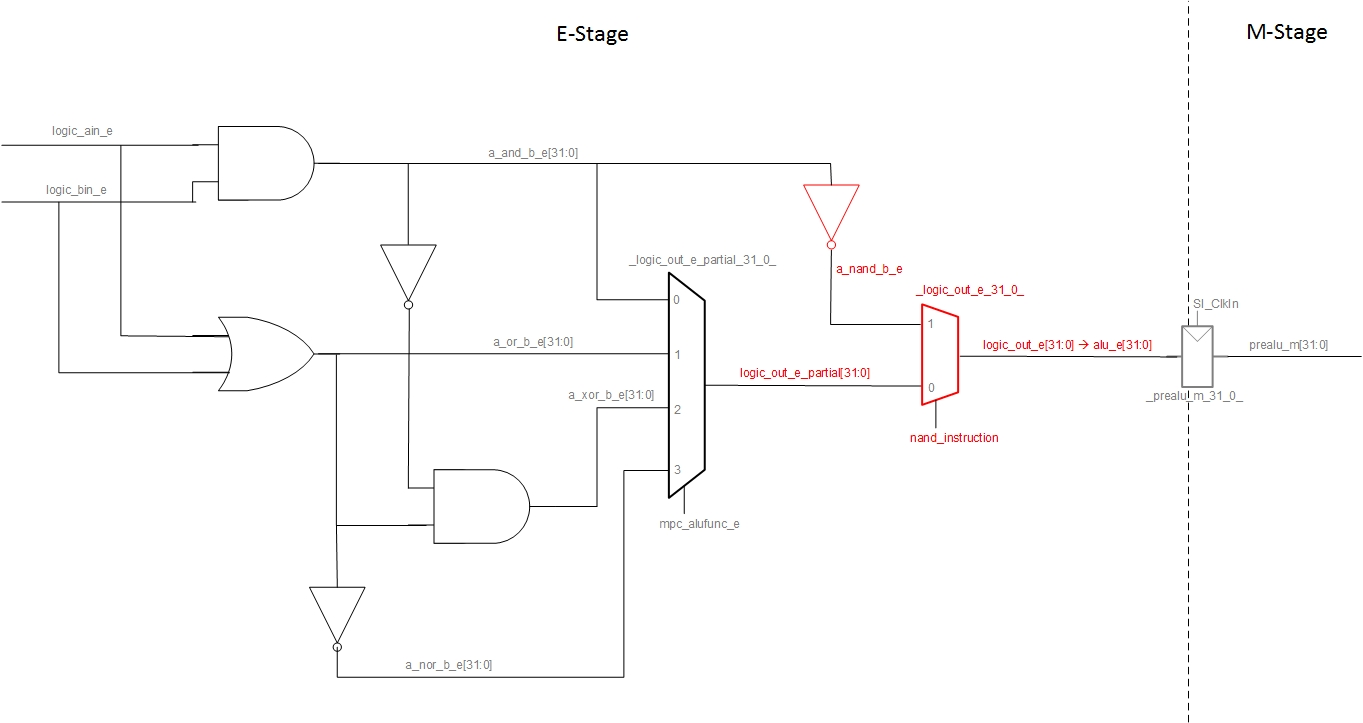 E-Stage
M-Stage
logic_ain_e
a_and_b_e[31:0]
logic_bin_e
_logic_out_e_partial_31_0_
a_nand_b_e
_logic_out_e_31_0_
SI_ClkIn
0
1
a_or_b_e[31:0]
1
logic_out_e[31:0] → alu_e[31:0]
prealu_m[31:0]
logic_out_e_partial[31:0]
0
a_xor_b_e[31:0]
2
_prealu_m_31_0_
nand_instruction
3
mpc_alufunc_e
a_nor_b_e[31:0]